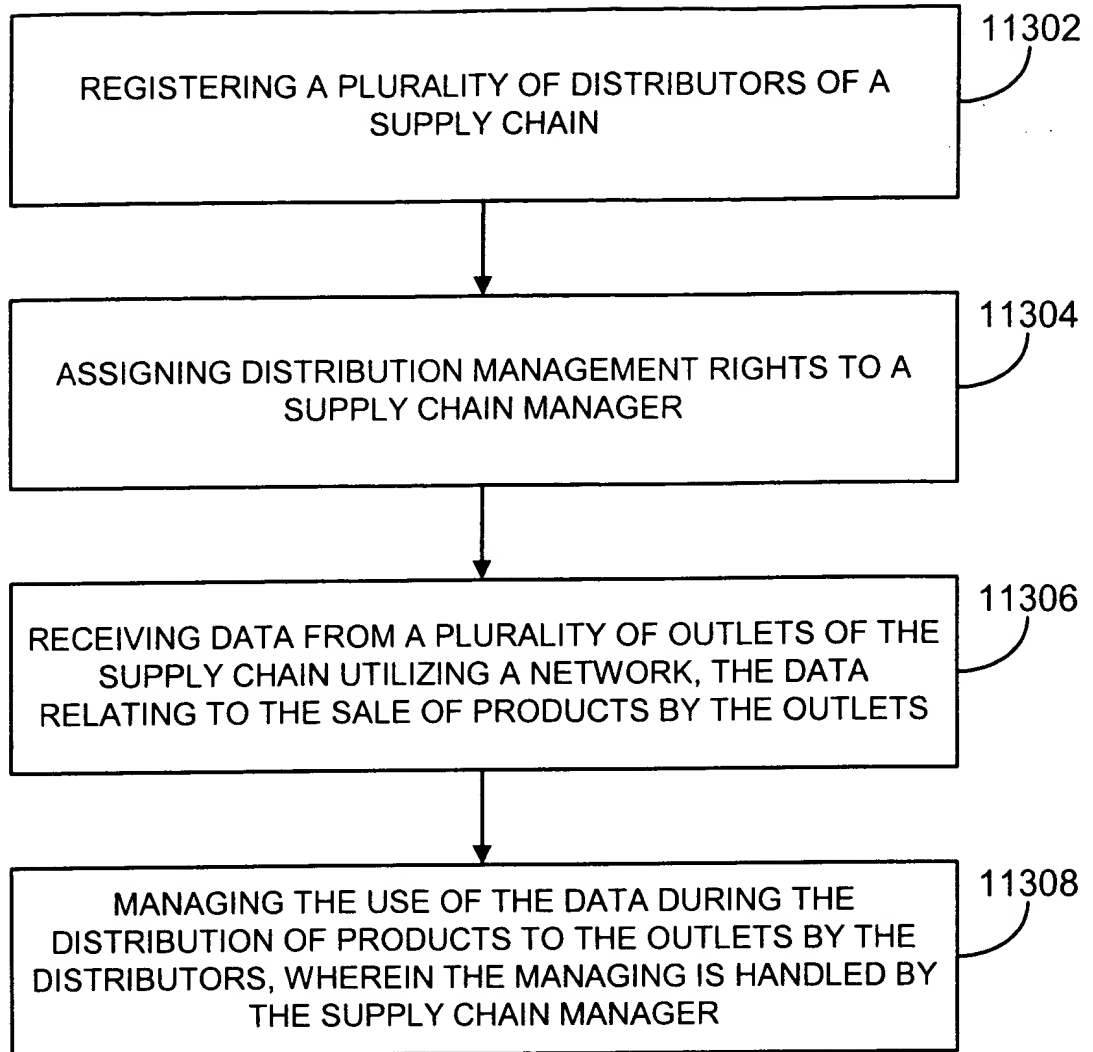 11302
REGISTERING A PLURALITY OF DISTRIBUTORS OF A
SUPPLY CHAIN
11304
ASSIGNING DISTRIBUTION MANAGEMENT RIGHTS TO A
SUPPLY CHAIN MANAGER
11306
RECEIVING DATA FROM A PLURALITY OF OUTLETS OF THE
SUPPLY CHAIN UTILIZING A NETWORK, THE DATA
RELATING TO THE SALE OF PRODUCTS BY THE OUTLETS
11308
MANAGING THE USE OF THE DATA DURING THE
DISTRIBUTION OF PRODUCTS TO THE OUTLETS BY THE
DISTRIBUTORS, WHEREIN THE MANAGING IS HANDLED BY
THE SUPPLY CHAIN MANAGER